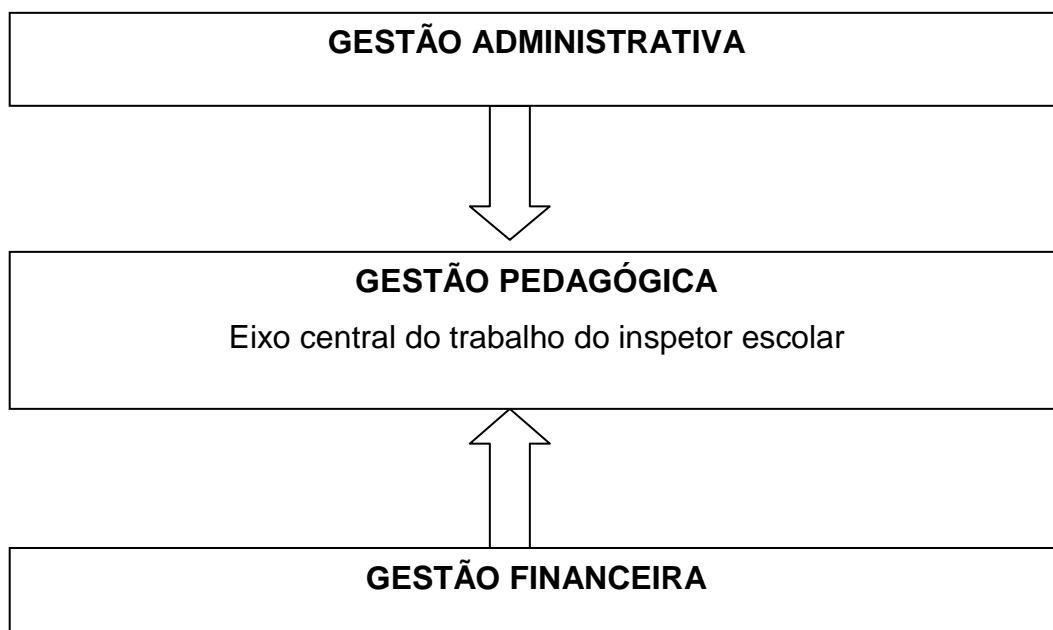 GESTÃO ADMINISTRATIVA
GESTÃO PEDAGÓGICA
Eixo central do trabalho do inspetor escolar
GESTÃO FINANCEIRA